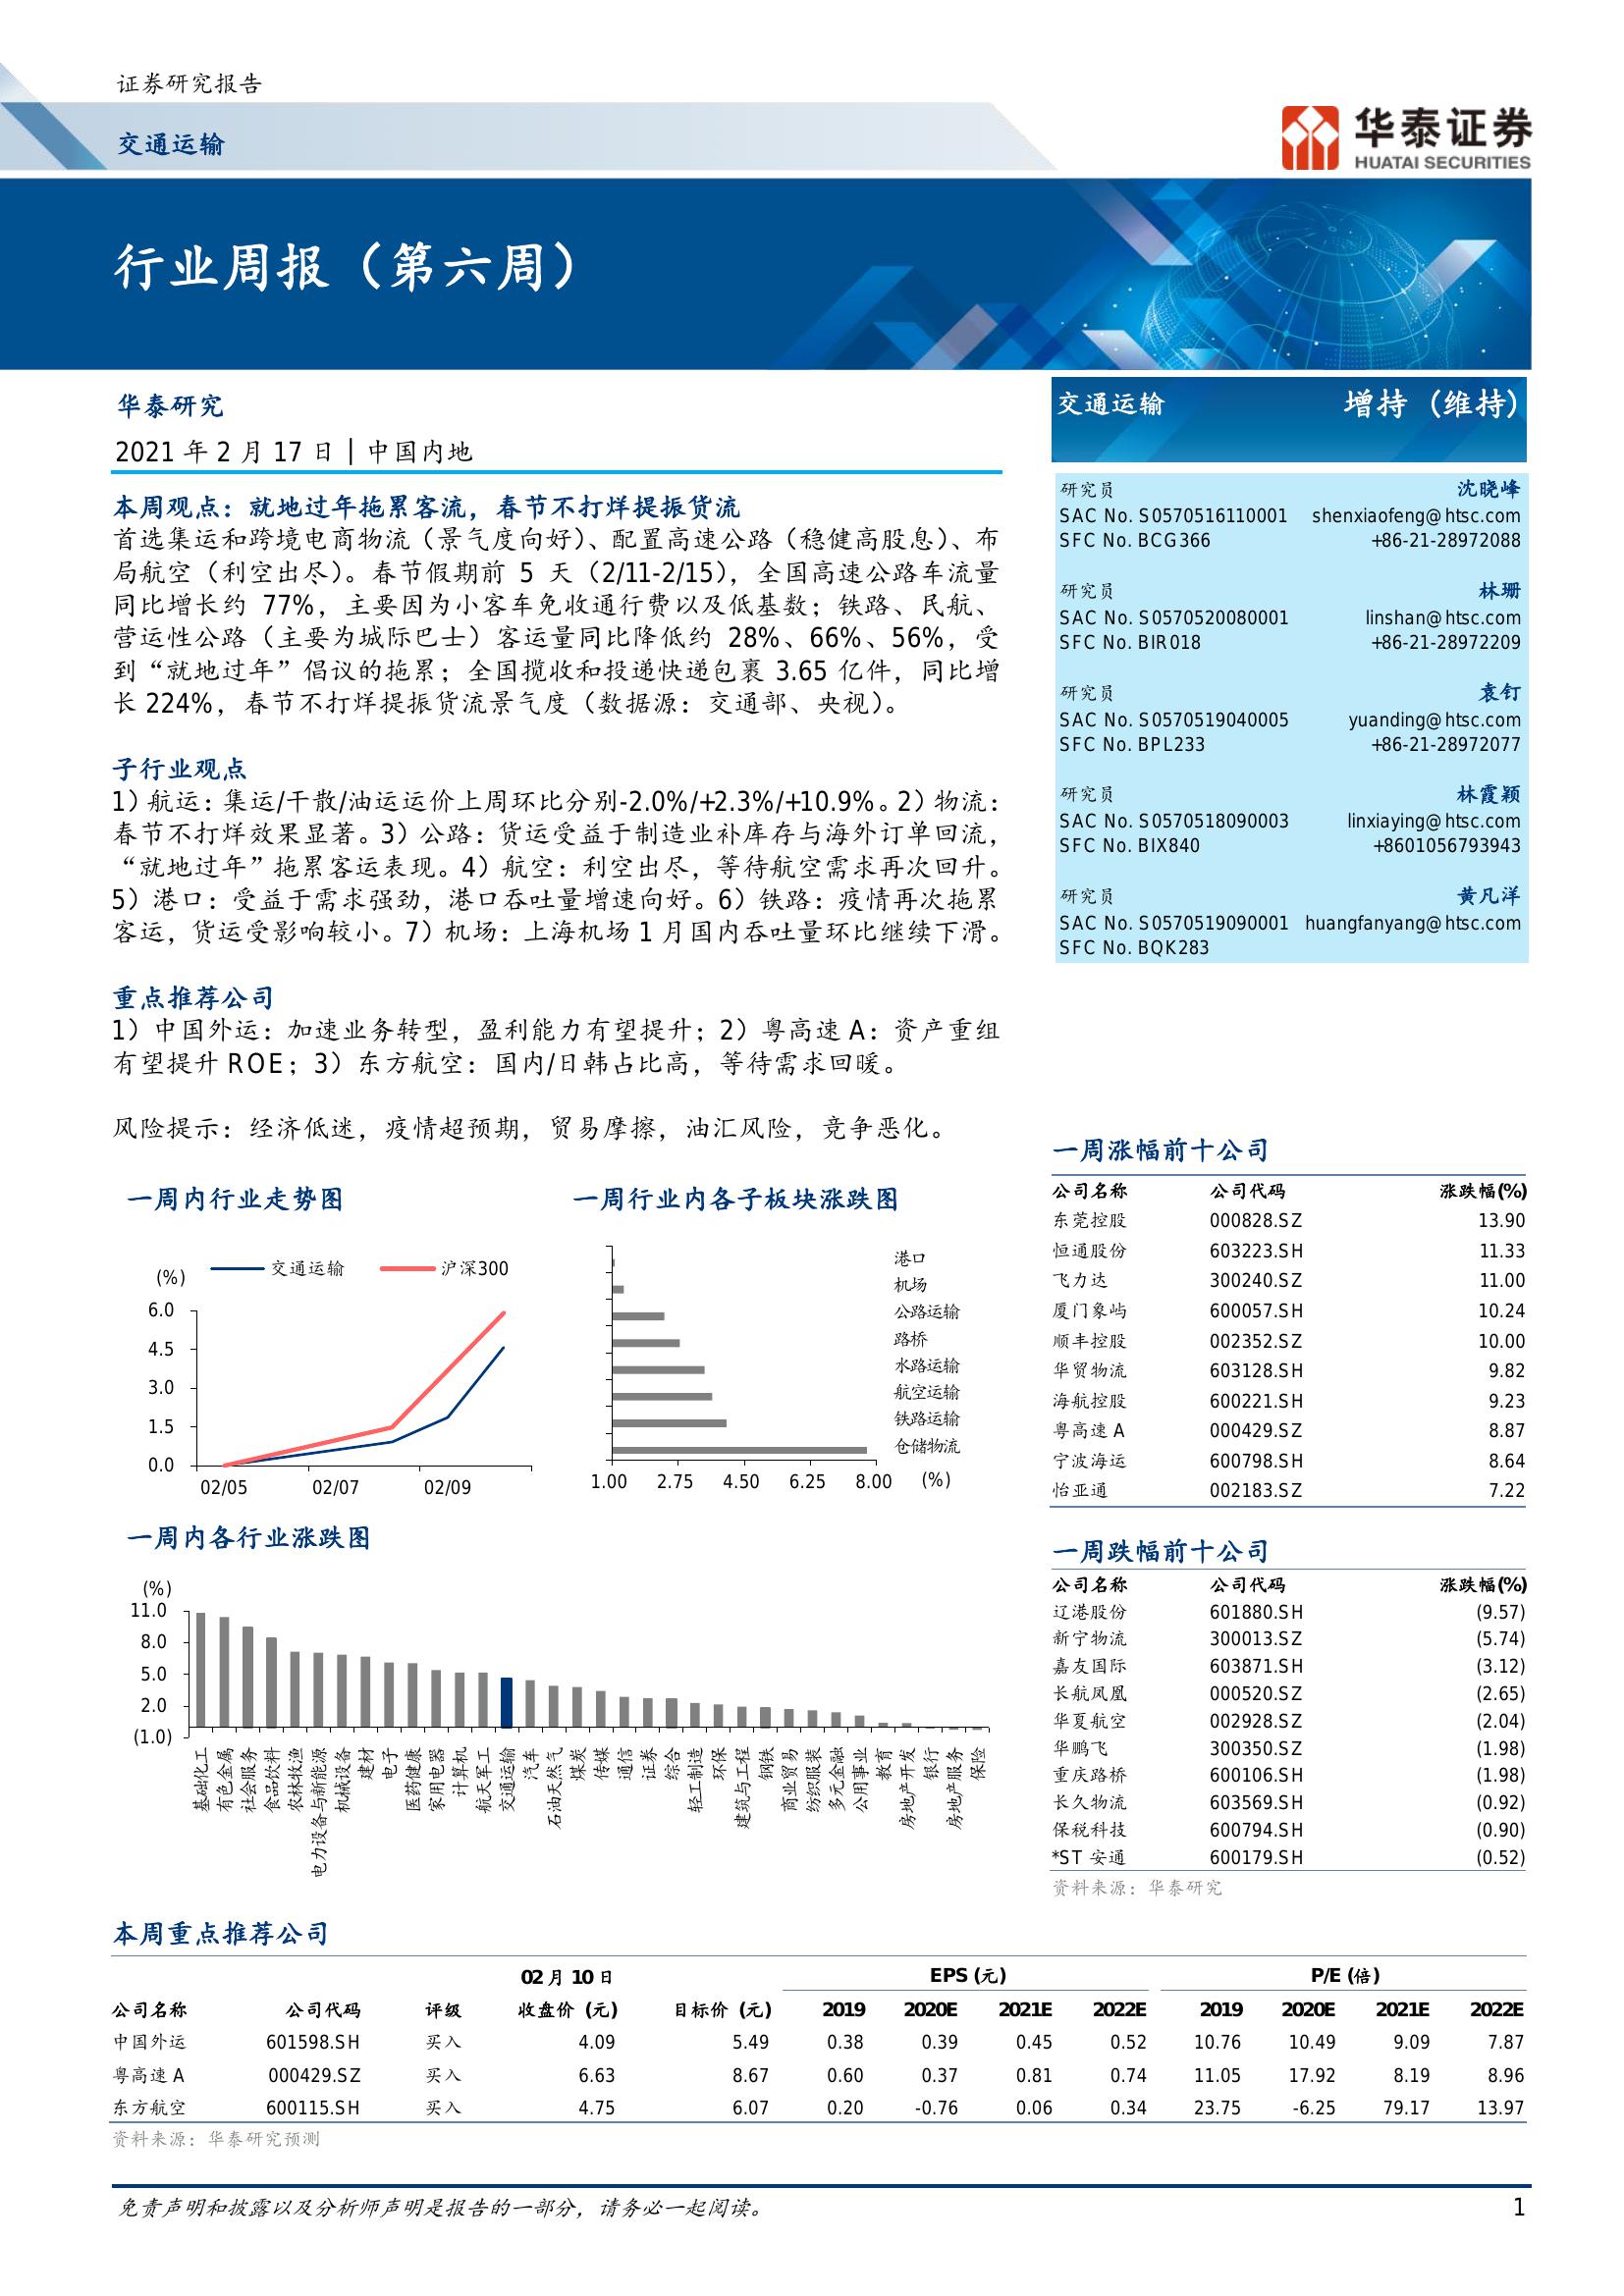 证券研究报告
交通运输
华泰证券
HUATAI SECURITIES
行业周报（第六周）
华泰研究
2021 年 2 月 17 日│中国内地
本周观点：就地过年拖累客流，春节不打烊提振货流
首选集运和跨境电商物流（景气度向好）、配置高速公路（稳健高股息）、布
局航空（利空出尽）。春节假期前 5 天（2/11-2/15），全国高速公路车流量
同比增长约 77%，主要因为小客车免收通行费以及低基数；铁路、民航、
营运性公路（主要为城际巴士）客运量同比降低约 28%、66%、56%，受
到“就地过年”倡议的拖累；全国揽收和投递快递包裹 3.65 亿件，同比增
长 224%，春节不打烊提振货流景气度（数据源：交通部、央视）。
子行业观点
1）航运：集运/干散/油运运价上周环比分别-2.0%/+2.3%/+10.9%。2）物流：
春节不打烊效果显著。3）公路：货运受益于制造业补库存与海外订单回流，
“就地过年”拖累客运表现。4）航空：利空出尽，等待航空需求再次回升。
5）港口：受益于需求强劲，港口吞吐量增速向好。6）铁路：疫情再次拖累
客运，货运受影响较小。7）机场：上海机场 1 月国内吞吐量环比继续下滑。
重点推荐公司
1）中国外运：加速业务转型，盈利能力有望提升；2）粤高速 A：资产重组
有望提升 ROE；3）东方航空：国内/日韩占比高，等待需求回暖。
风险提示：经济低迷，疫情超预期，贸易摩擦，油汇风险，竞争恶化。
交通运输 增持（维持）
研究员 沈晓峰
SAC No. S0570516110001 shenxiaofeng@htsc.com
SFC No. BCG366 +86-21-28972088
研究员 林珊
SAC No. S0570520080001 linshan@htsc.com
SFC No. BIR018 +86-21-28972209
研究员 袁钉
SAC No. S0570519040005 yuanding@htsc.com
SFC No. BPL233 +86-21-28972077
研究员 林霞颖
SAC No. S0570518090003 linxiaying@htsc.com
SFC No. BIX840 +8601056793943
研究员 黄凡洋
SAC No. S0570519090001 huangfanyang@htsc.com
SFC No. BQK283
一周内行业走势图
(%) 交通运输 沪深300
6.0
4.5
3.0
1.5
0.0
02/05 02/07 02/09
一周行业内各子板块涨跌图
港口
机场
公路运输
路桥
水路运输
航空运输
铁路运输
仓储物流
1.00 2.75 4.50 6.25 8.00 (%)
一周内各行业涨跌图
(%)
11.0
8.0
5.0
2.0
(1.0)
基础化工 有色金属 社会服务 食品饮料 农林牧渔 电力设备与新能源 机械设备 建材 电子 医药健康 家用电器 计算机 航天军工 交通运输 汽车 石油天然气 煤炭 传媒 通信 证券 综合 轻工制造 环保 建筑与工程 钢铁 商业贸易 纺织服装 多元金融 公用事业 教育 房地产开发 银行 房地产服务 保险
一周涨幅前十公司
公司名称 公司代码 涨跌幅(%)
东莞控股 000828.SZ 13.90
恒通股份 603223.SH 11.33
飞力达 300240.SZ 11.00
厦门象屿 600057.SH 10.24
顺丰控股 002352.SZ 10.00
华贸物流 603128.SH 9.82
海航控股 600221.SH 9.23
粤高速 A 000429.SZ 8.87
宁波海运 600798.SH 8.64
怡亚通 002183.SZ 7.22
一周跌幅前十公司
公司名称 公司代码 涨跌幅(%)
辽港股份 601880.SH (9.57)
新宁物流 300013.SZ (5.74)
嘉友国际 603871.SH (3.12)
长航凤凰 000520.SZ (2.65)
华夏航空 002928.SZ (2.04)
华鹏飞 300350.SZ (1.98)
重庆路桥 600106.SH (1.98)
长久物流 603569.SH (0.92)
保税科技 600794.SH (0.90)
*ST 安通 600179.SH (0.52)
资料来源：华泰研究
本周重点推荐公司
02 月 10 日 EPS (元) P/E (倍)
公司名称 公司代码 评级 收盘价 (元) 目标价 (元) 2019 2020E 2021E 2022E 2019 2020E 2021E 2022E
中国外运 601598.SH 买入 4.09 5.49 0.38 0.39 0.45 0.52 10.76 10.49 9.09 7.87
粤高速 A 000429.SZ 买入 6.63 8.67 0.60 0.37 0.81 0.74 11.05 17.92 8.19 8.96
东方航空 600115.SH 买入 4.75 6.07 0.20 -0.76 0.06 0.34 23.75 -6.25 79.17 13.97
资料来源：华泰研究预测
免责声明和披露以及分析师声明是报告的一部分，请务必一起阅读。 1